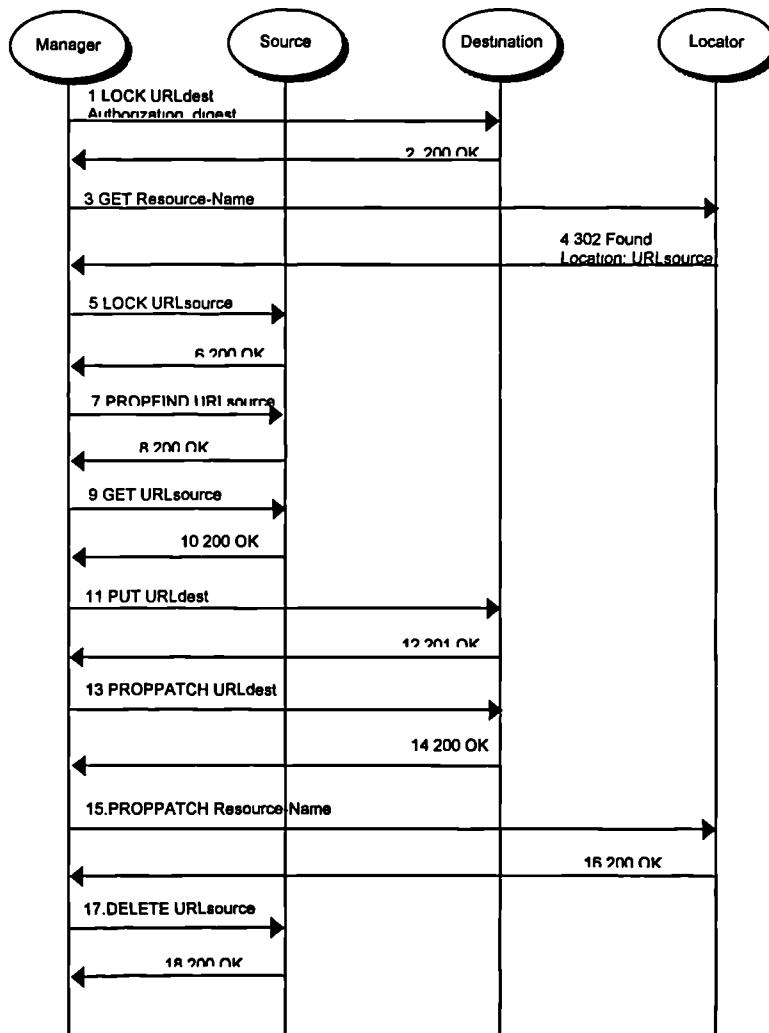 Manager
Source
Destination
Locator
1 LOCK URLdest
Authorization digest
2. 200 OK
3 GET Resource-Name
4 302 Found
Location: URLsource
5 LOCK URLsource
6 200 OK
7 PROPFIND URLsource
8 200 OK
9 GET URLsource
10 200 OK
11 PUT URLdest
12 201 OK
13 PROPPATCH URLdest
14 200 OK
15.PROPPATCH Resource-Name
16 200 OK
17.DELETE URLsource
18 200 OK